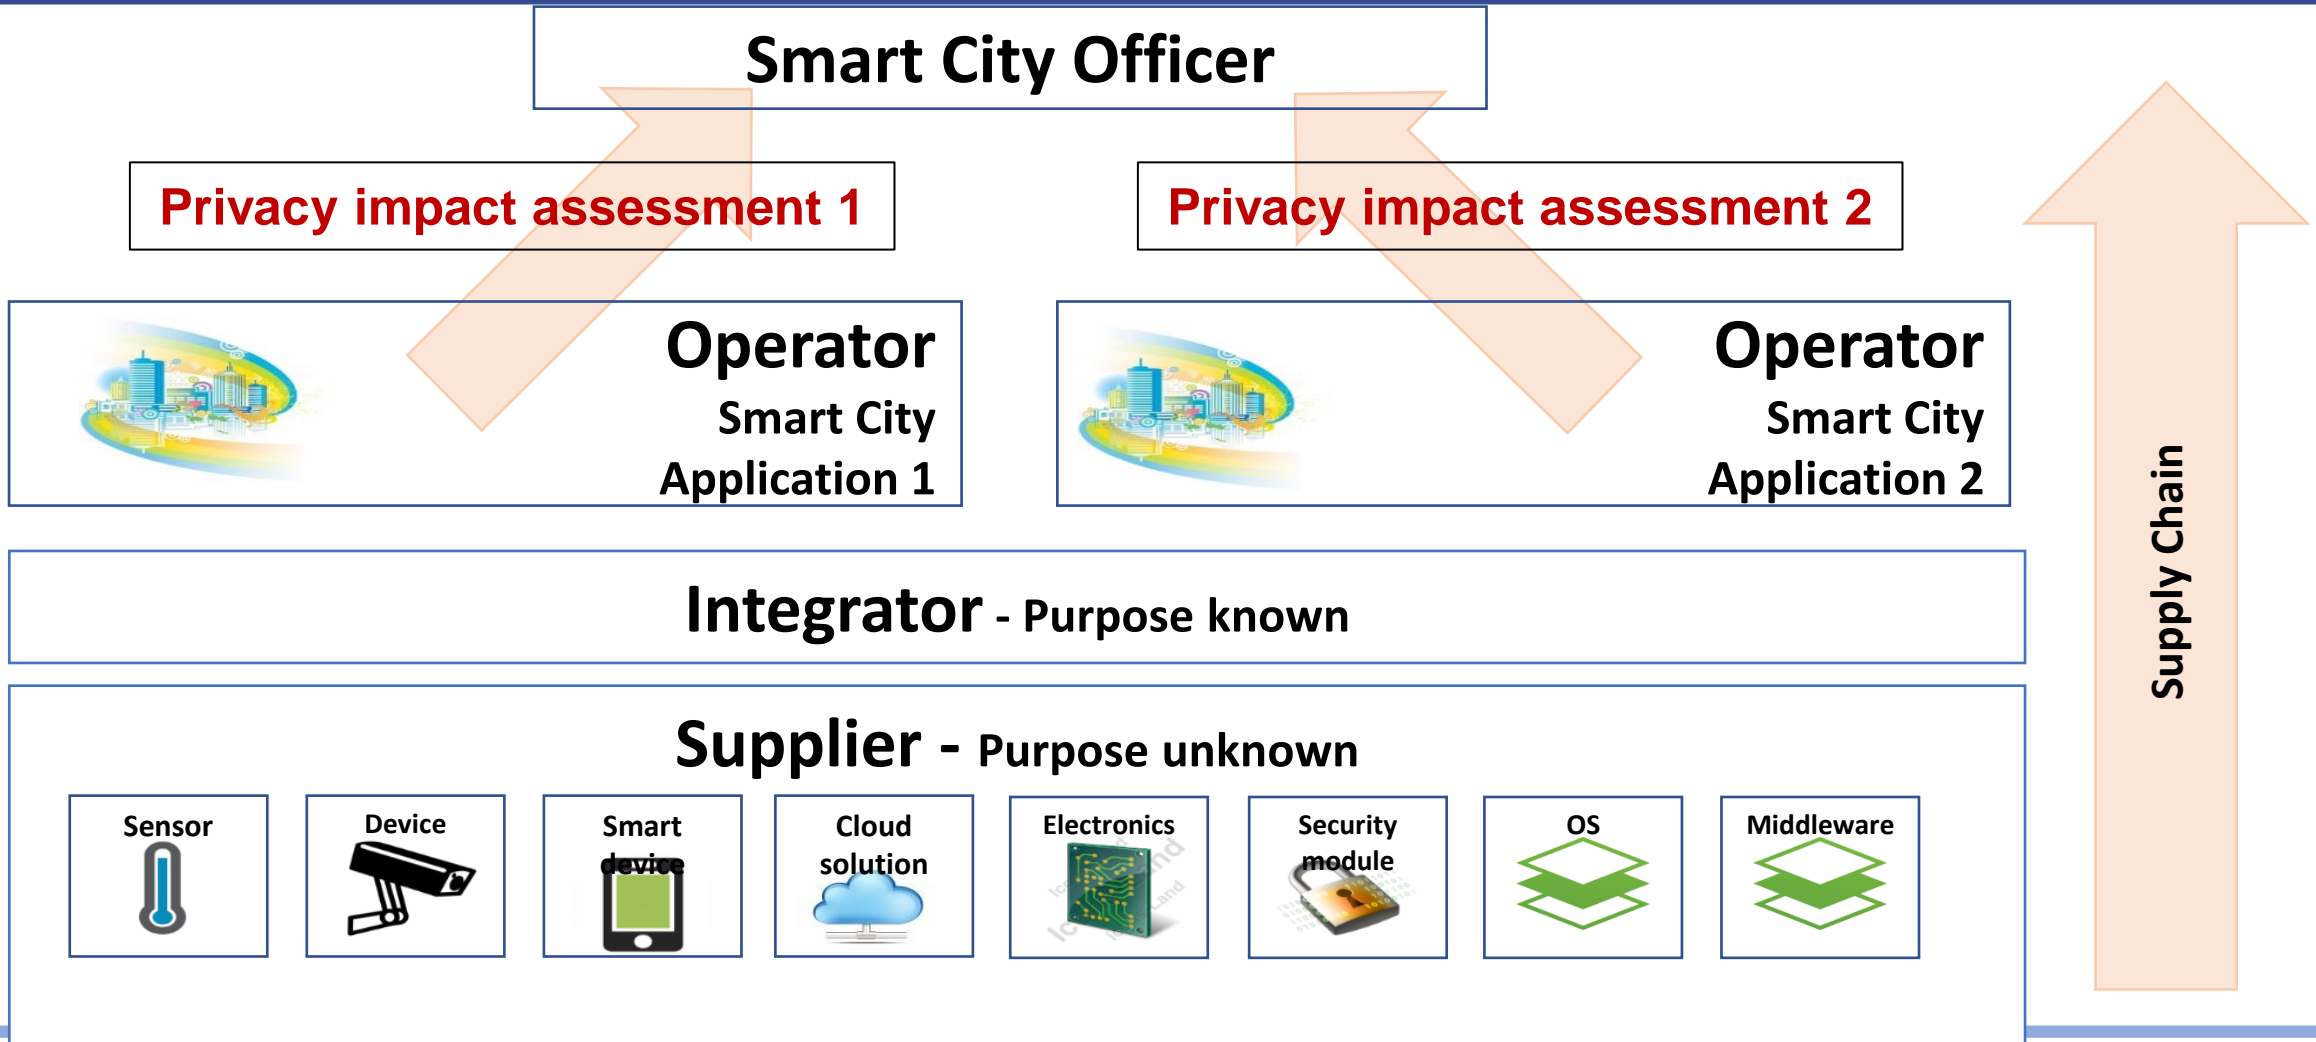 Smart City Officer
Privacy impact assessment 1
Privacy impact assessment 2
Operator
Smart City
Application 1
Operator
Smart City
Application 2
Integrator - Purpose known
Supplier - Purpose unknown
Sensor
Device
Smart
device
Cloud
solution
Electronics
Security
module
OS
Middleware
Supply Chain